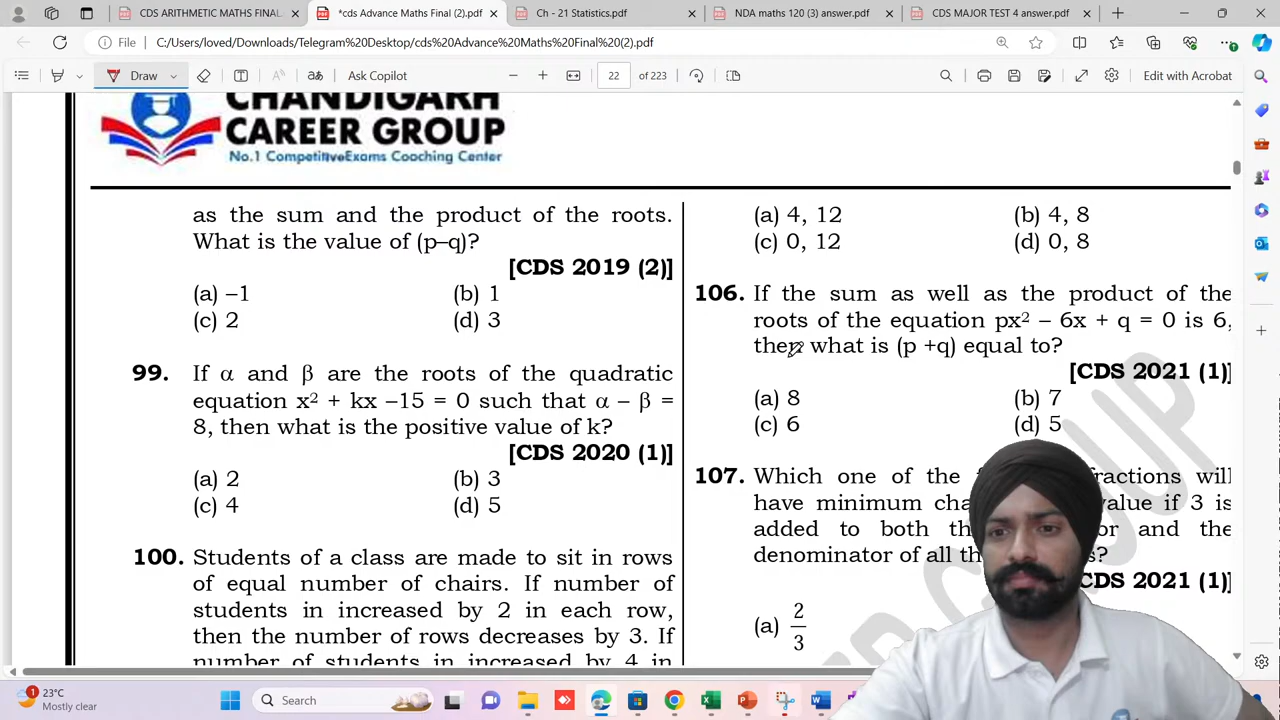 CDS ARITHMETIC MATHS FINAL
*cds Advance Maths Final (2).pdf
Ch - 21 Statistics.pdf
NDA maths 120 (3) answer.pdf
CDS MAJOR TEST 4 answer.pdf
File
C:/Users/loved/Downloads/Telegram%20Desktop/cds%20Advance%20Maths%20Final%20(2).pdf
Draw
Ask Copilot
22 of 223
Edit with Acrobat
CHANDIGARH
CAREER GROUP
No.1 CompetitiveExams Coaching Center
as the sum and the product of the roots.
What is the value of (p–q)?
[CDS 2019 (2)]
(a) –1 (b) 1
(c) 2 (d) 3
99. If α and β are the roots of the quadratic
equation x² + kx –15 = 0 such that α – β =
8, then what is the positive value of k?
[CDS 2020 (1)]
(a) 2 (b) 3
(c) 4 (d) 5
100. Students of a class are made to sit in rows
of equal number of chairs. If number of
students in increased by 2 in each row,
then the number of rows decreases by 3. If
number of students in increased by 4 in
(a) 4, 12 (b) 4, 8
(c) 0, 12 (d) 0, 8
106. If the sum as well as the product of the
roots of the equation px² – 6x + q = 0 is 6,
then what is (p +q) equal to?
[CDS 2021 (1)]
(a) 8 (b) 7
(c) 6 (d) 5
107. Which one of the fractions will
have minimum value if 3 is
added to both and the
denominator of all
CDS 2021 (1)]
(a) 2
3
GROUP
1
23°C
Mostly clear
Search